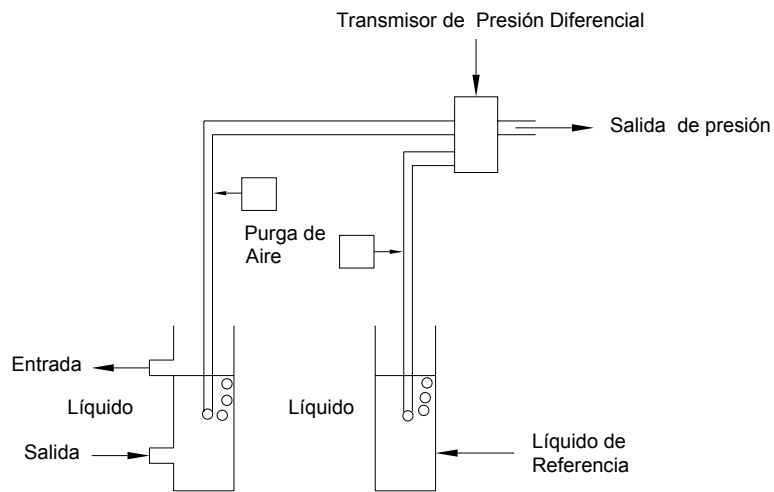 Transmisor de Presión Diferencial
Salida de presión
Purga de
Aire
Entrada
Líquido
Líquido
Salida
Líquido de
Referencia